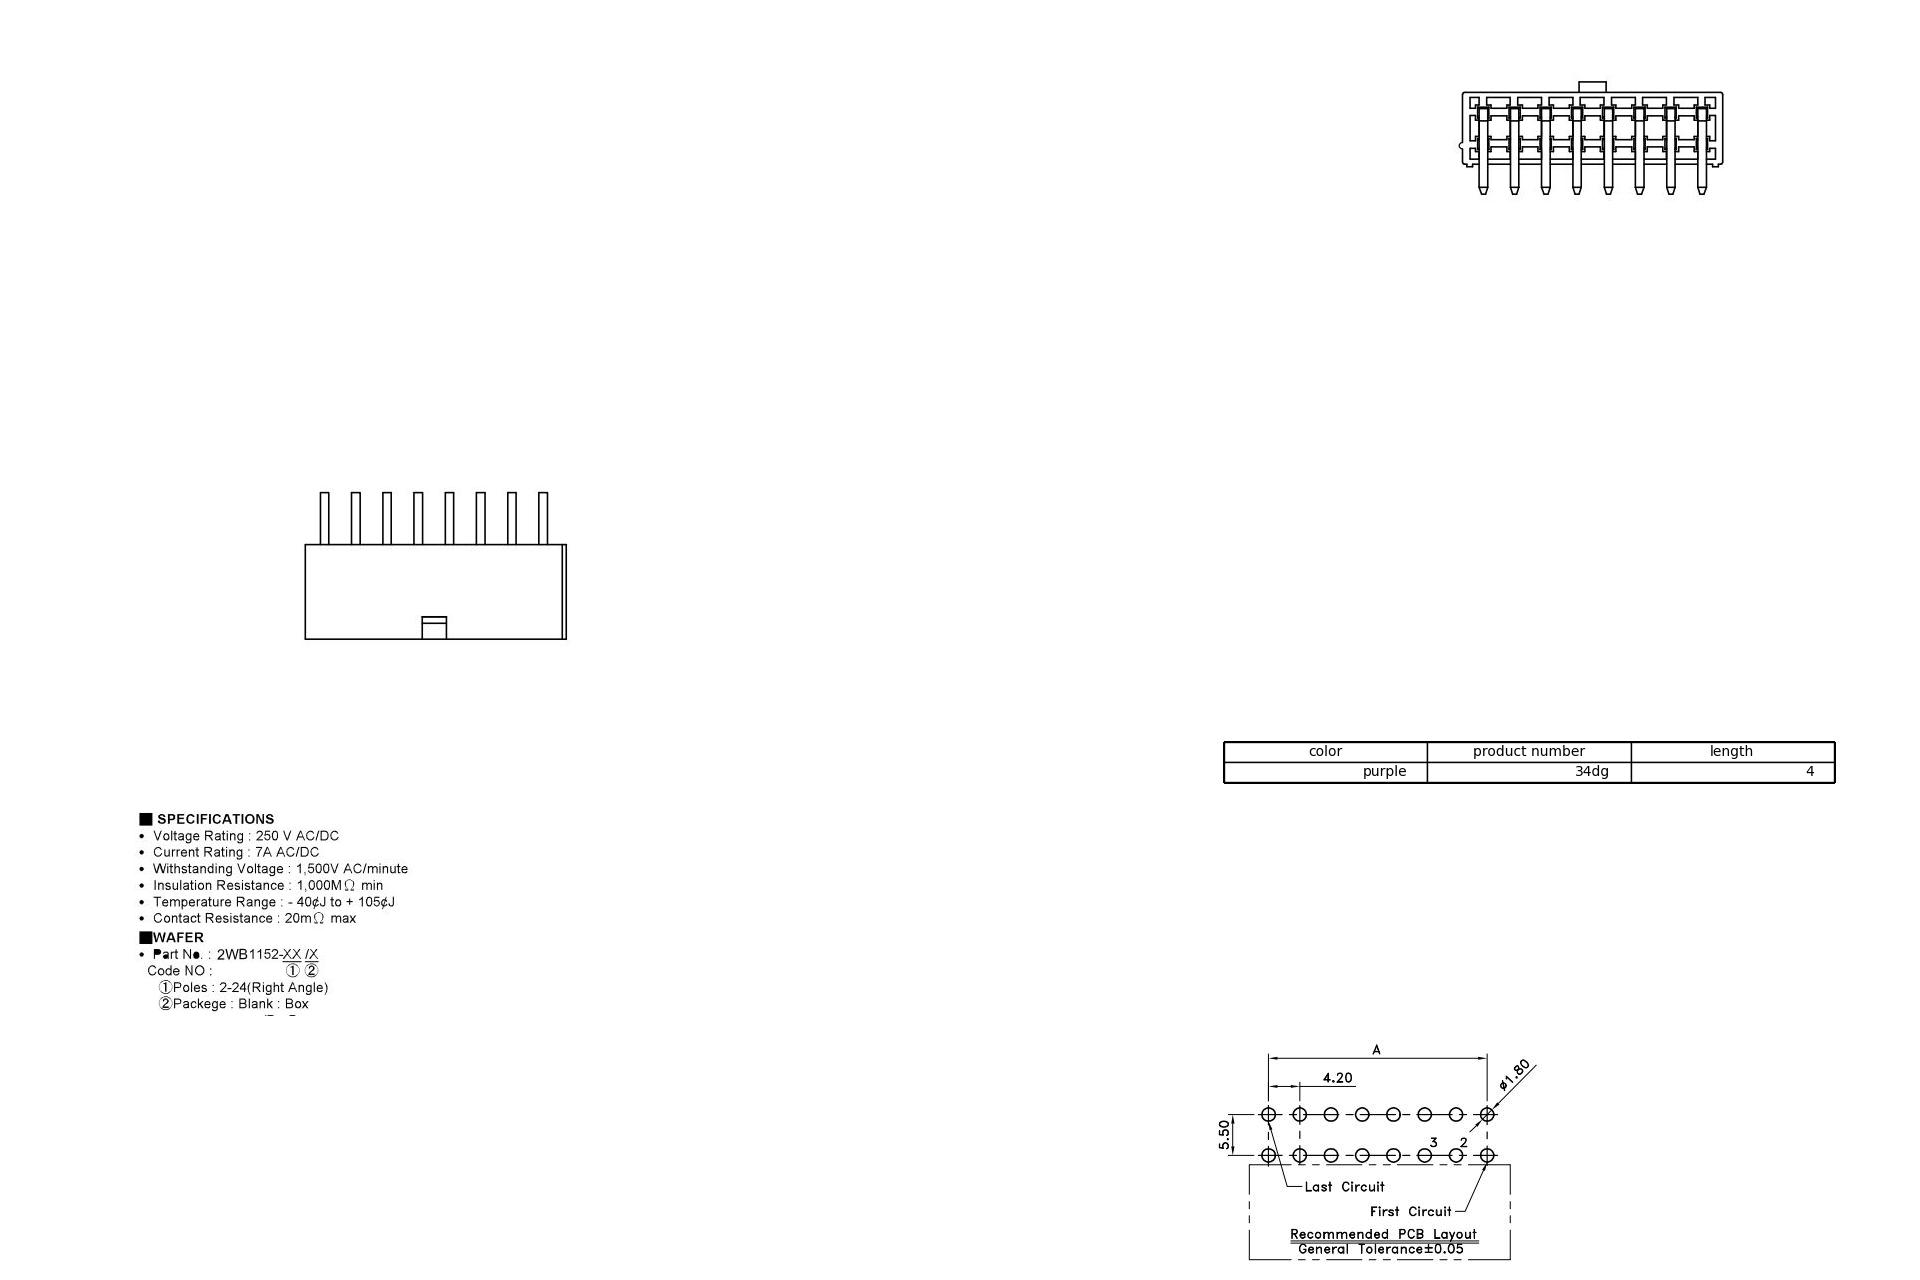 color product number length
purple 34dg 4
■ SPECIFICATIONS
• Voltage Rating : 250 V AC/DC
• Current Rating : 7A AC/DC
• Withstanding Voltage : 1,500V AC/minute
• Insulation Resistance : 1,000MΩ min
• Temperature Range : - 40¢J to + 105¢J
• Contact Resistance : 20mΩ max
■WAFER
• Part No. : 2WB1152-XX /X
Code NO : ① ②
①Poles : 2-24(Right Angle)
②Packege : Blank : Box
A
4.20
ø1.80
5.50
3 2
Last Circuit
First Circuit
Recommended PCB Layout
General Tolerance±0.05